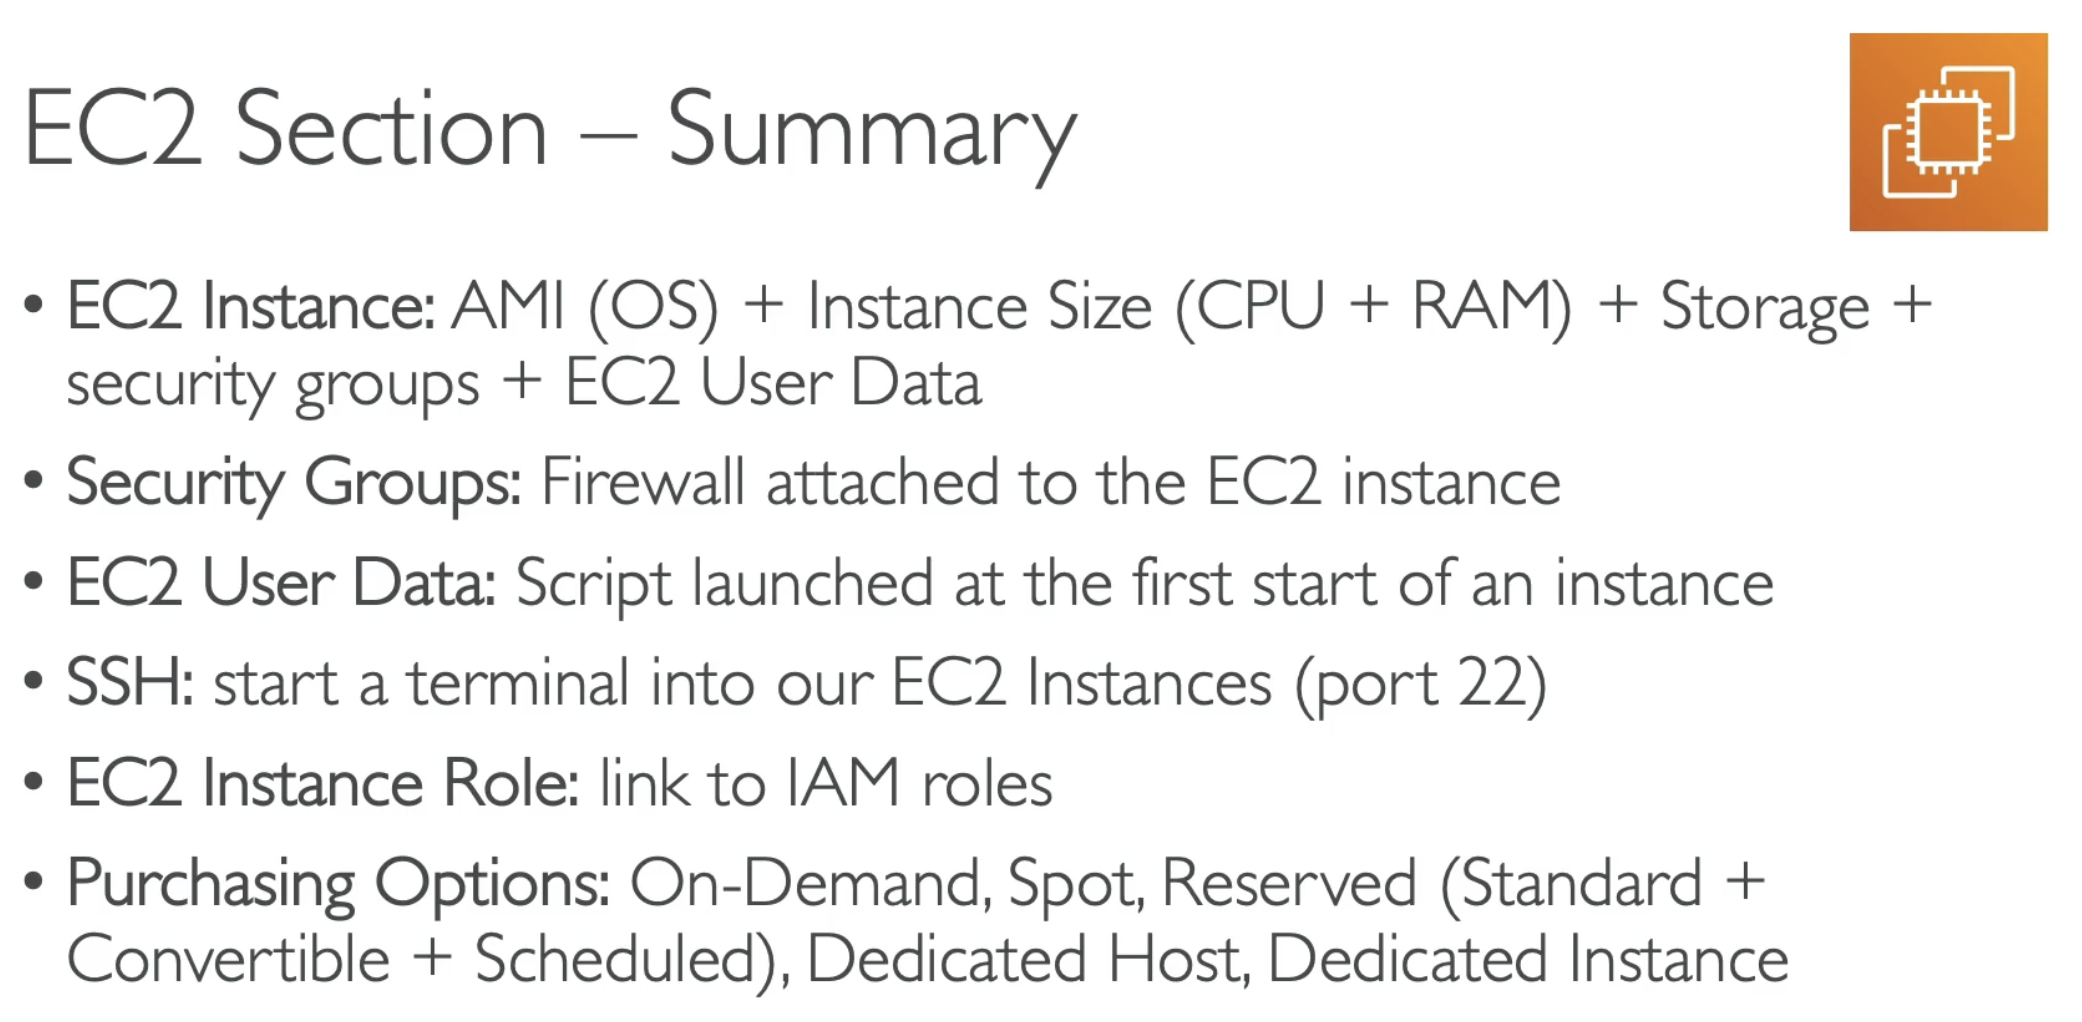 EC2 Section – Summary
• EC2 Instance: AMI (OS) + Instance Size (CPU + RAM) + Storage +
security groups + EC2 User Data
• Security Groups: Firewall attached to the EC2 instance
• EC2 User Data: Script launched at the first start of an instance
• SSH: start a terminal into our EC2 Instances (port 22)
• EC2 Instance Role: link to IAM roles
• Purchasing Options: On-Demand, Spot, Reserved (Standard +
Convertible + Scheduled), Dedicated Host, Dedicated Instance